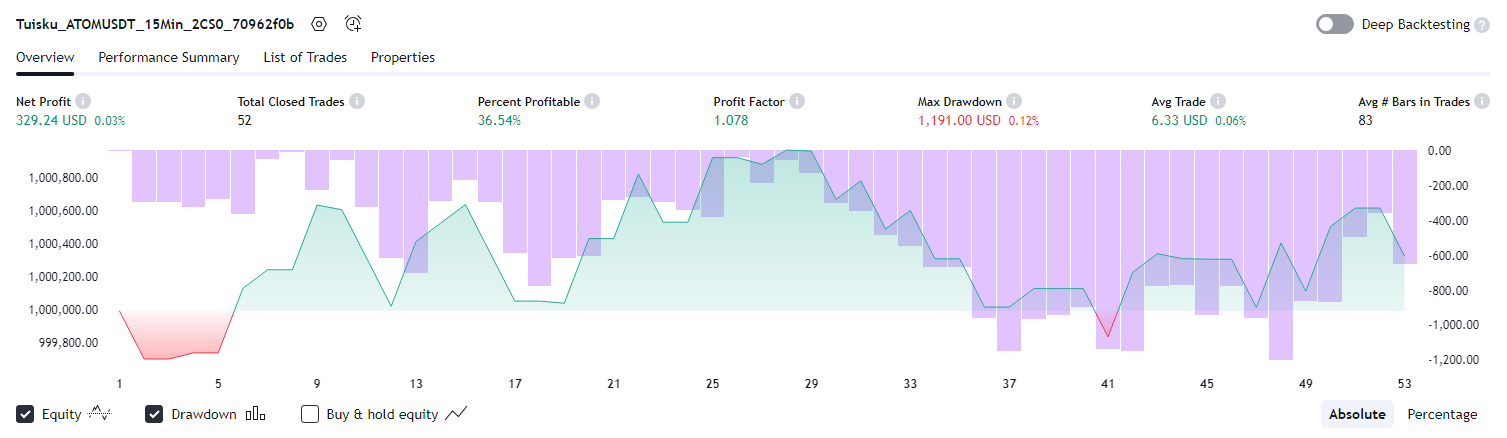 Tuisku_ATOMUSDT_15Min_2CS0_70962f0b
Deep Backtesting ?
Overview Performance Summary List of Trades Properties
Net Profit i Total Closed Trades i Percent Profitable i Profit Factor i Max Drawdown i Avg Trade i Avg # Bars in Trades i
329.24 USD 0.03% 52 36.54% 1.078 1,191.00 USD 0.12% 6.33 USD 0.06% 83
0.00
1,000,800.00 -200.00
1,000,600.00 -400.00
1,000,400.00 -600.00
1,000,200.00 -800.00
1,000,000.00 -1,000.00
999,800.00 -1,200.00
1 5 9 13 17 21 25 29 33 37 41 45 49 53
Equity Drawdown Buy & hold equity Absolute Percentage